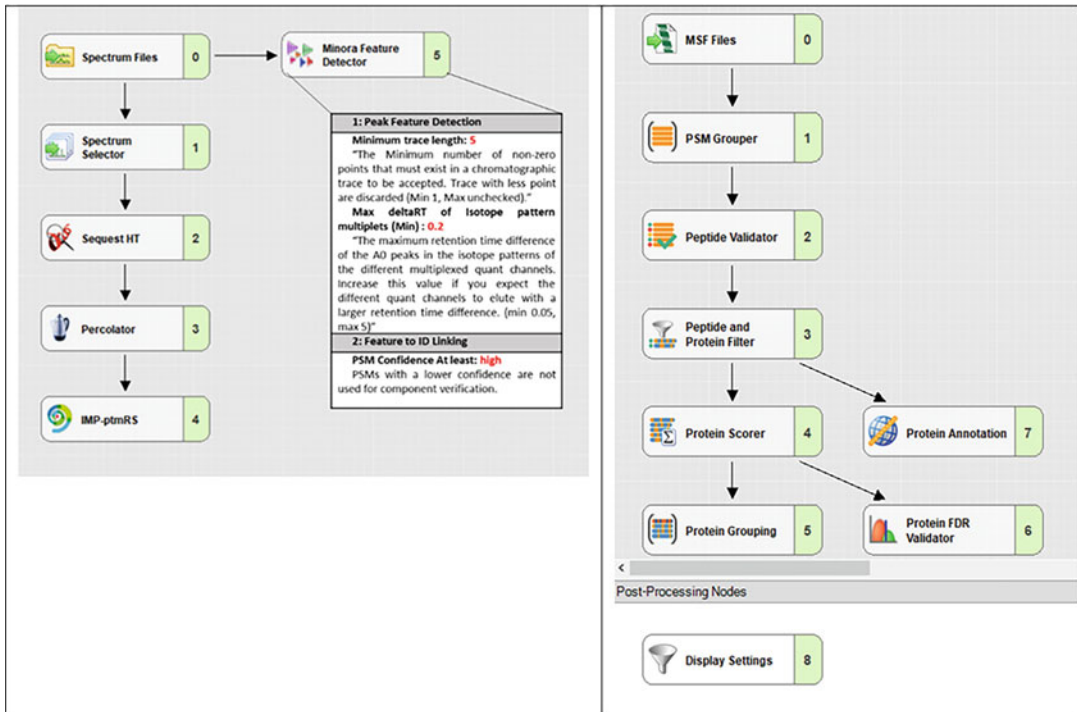 Spectrum Files 0
Minora Feature
Detector 5
Spectrum
Selector 1
Sequest HT 2
Percolator 3
IMP-ptmRS 4
1: Peak Feature Detection
Minimum trace length: 5
"The Minimum number of non-zero
points that must exist in a chromatographic
trace to be accepted. Trace with less point
are discarded (Min 1, Max unchecked)."
Max deltaRT of Isotope pattern
multiplets (Min) : 0.2
"The maximum retention time difference
of the A0 peaks in the isotope patterns of
the different multiplexed quant channels.
Increase this value if you expect the
different quant channels to elute with a
larger retention time difference. (min 0.05,
max 5)"
2: Feature to ID Linking
PSM Confidence At least: high
PSMs with a lower confidence are not
used for component verification.
MSF Files 0
PSM Grouper 1
Peptide Validator 2
Peptide and
Protein Filter 3
Protein Scorer 4
Protein Annotation 7
Protein Grouping 5
Protein FDR
Validator 6
<
Post-Processing Nodes
Display Settings 8